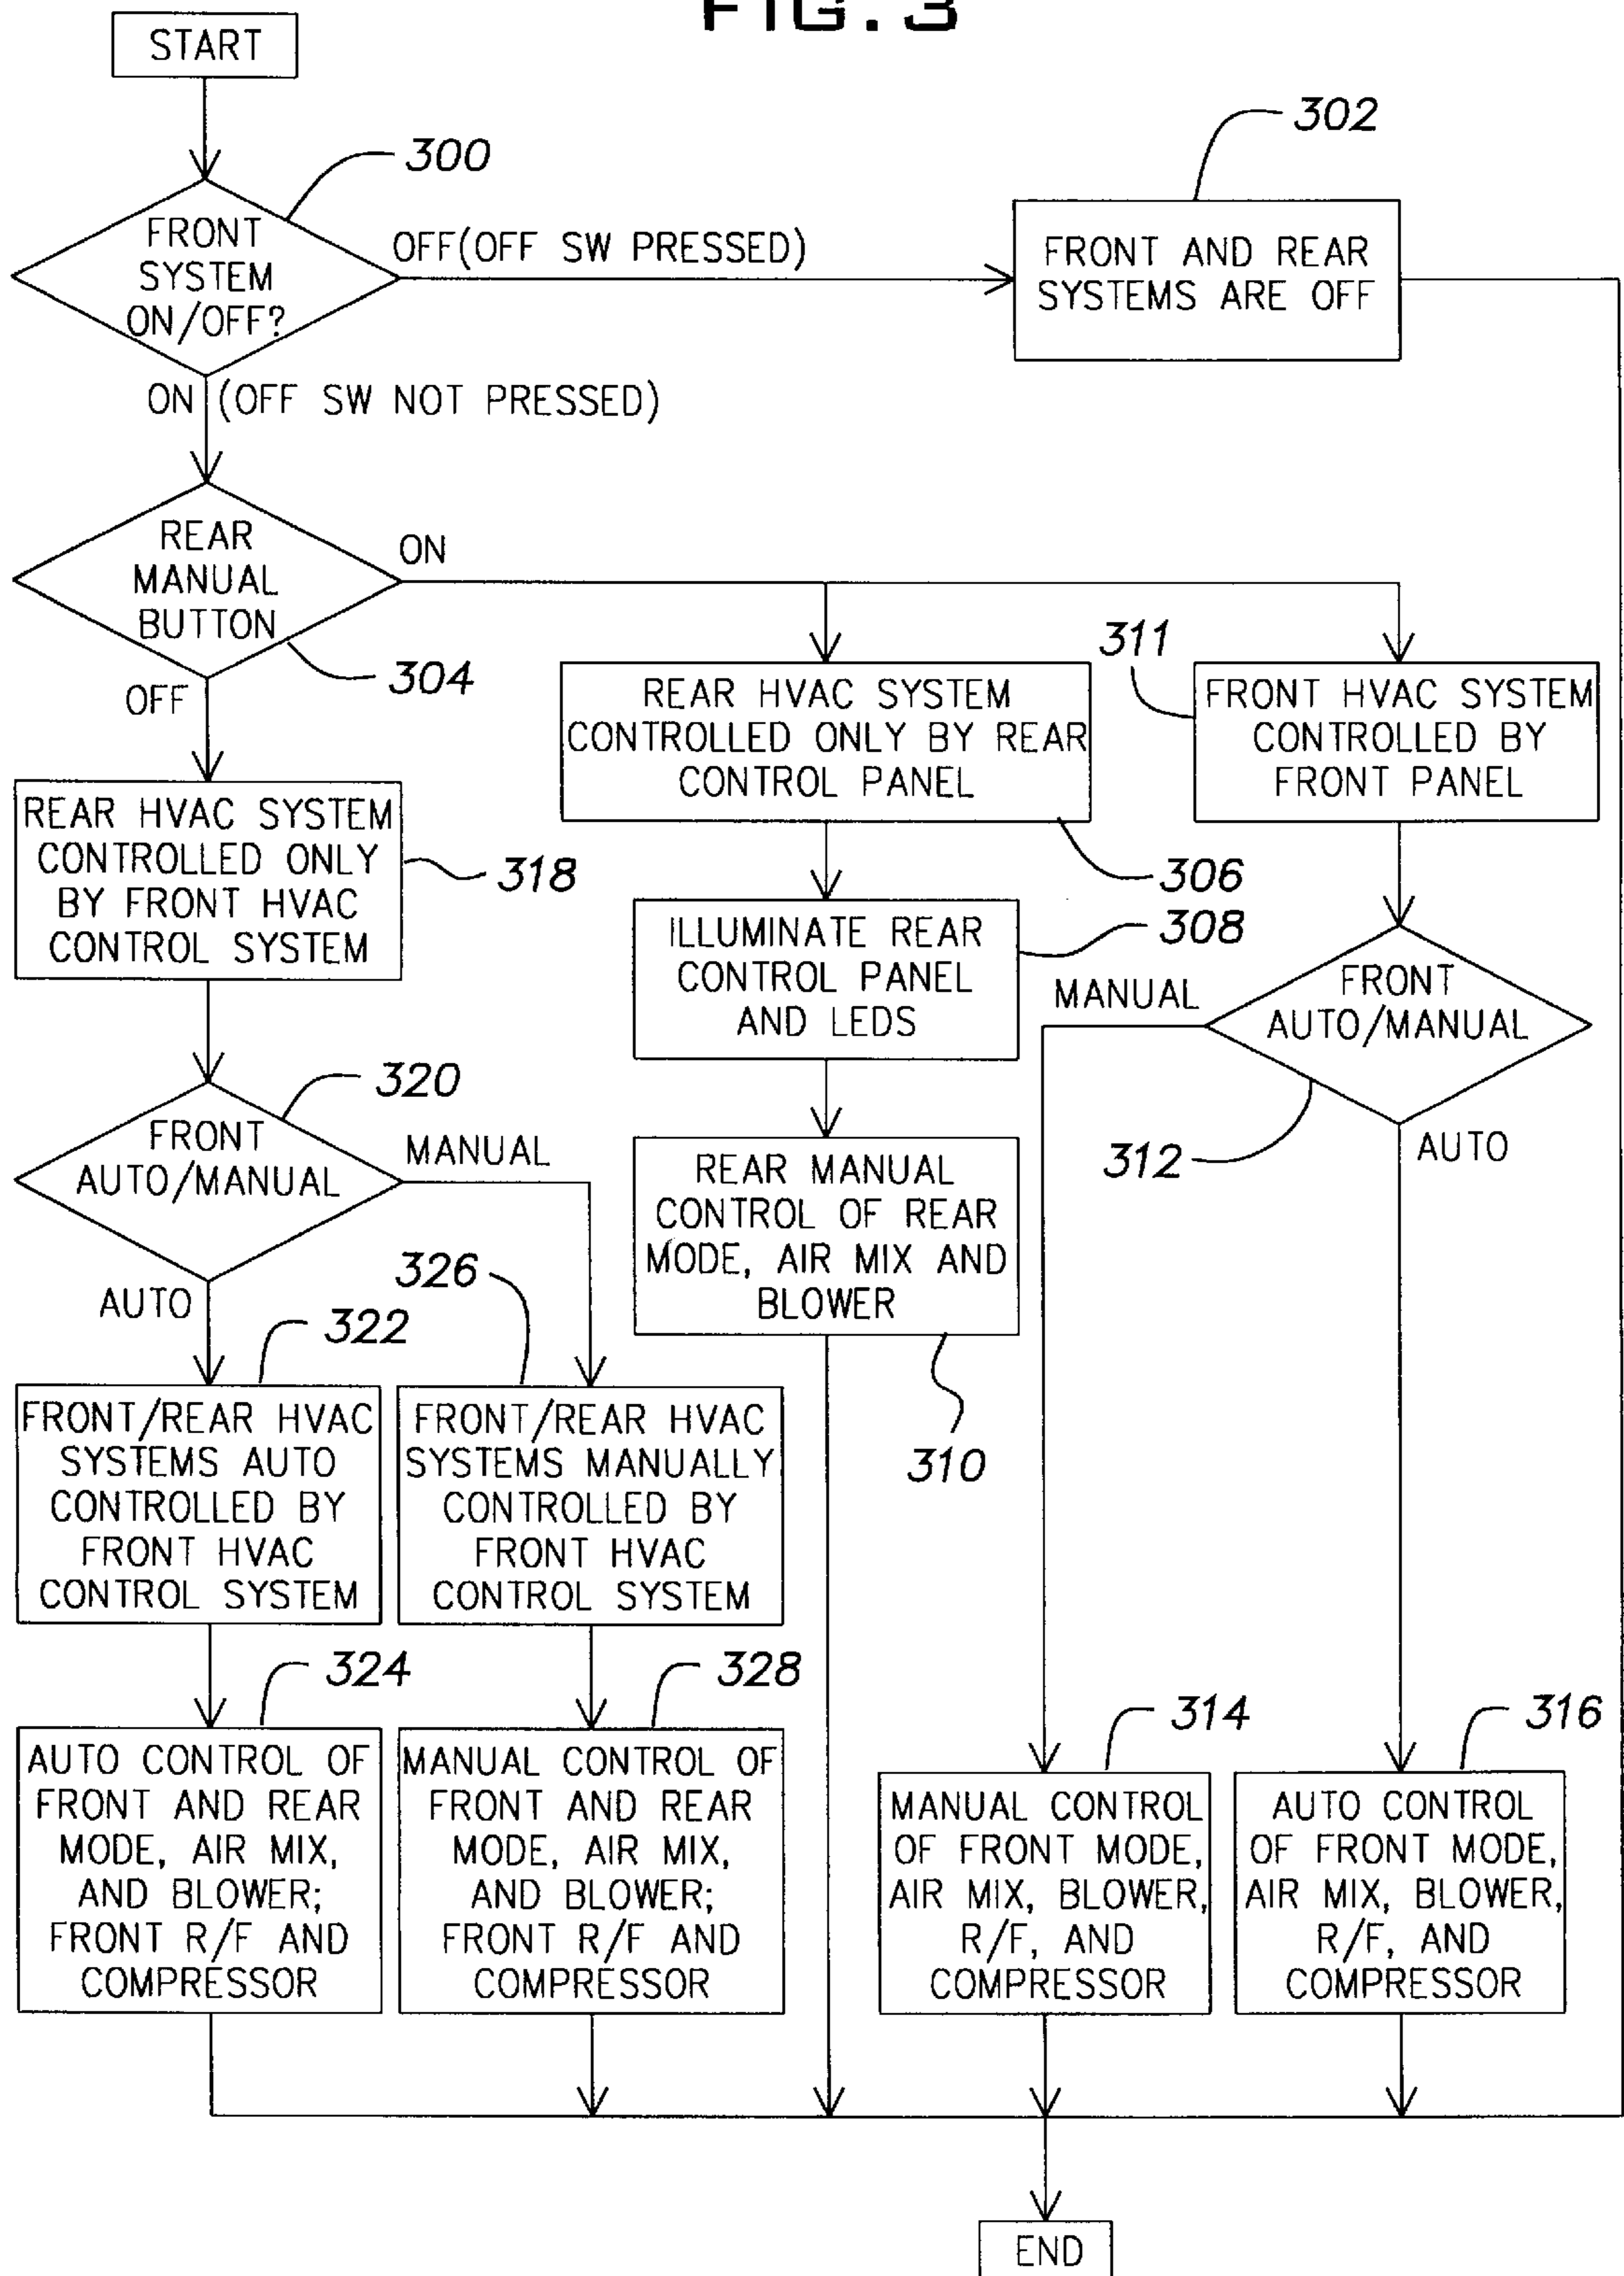 FIG. 3
START
300
302
FRONT
SYSTEM
ON/OFF?
OFF(OFF SW PRESSED)
FRONT AND REAR
SYSTEMS ARE OFF
ON (OFF SW NOT PRESSED)
REAR
MANUAL
BUTTON
ON
304
OFF
REAR HVAC SYSTEM
CONTROLLED ONLY BY REAR
CONTROL PANEL
306
311
FRONT HVAC SYSTEM
CONTROLLED BY
FRONT PANEL
REAR HVAC SYSTEM
CONTROLLED ONLY
BY FRONT HVAC
CONTROL SYSTEM
318
ILLUMINATE REAR
CONTROL PANEL
AND LEDS
308
MANUAL
FRONT
AUTO/MANUAL
312
AUTO
320
FRONT
AUTO/MANUAL
MANUAL
AUTO
REAR MANUAL
CONTROL OF REAR
MODE, AIR MIX AND
BLOWER
310
322
326
FRONT/REAR HVAC
SYSTEMS AUTO
CONTROLLED BY
FRONT HVAC
CONTROL SYSTEM
FRONT/REAR HVAC
SYSTEMS MANUALLY
CONTROLLED BY
FRONT HVAC
CONTROL SYSTEM
324
328
314
316
AUTO CONTROL OF
FRONT AND REAR
MODE, AIR MIX,
AND BLOWER;
FRONT R/F AND
COMPRESSOR
MANUAL CONTROL OF
FRONT AND REAR
MODE, AIR MIX,
AND BLOWER;
FRONT R/F AND
COMPRESSOR
MANUAL CONTROL
OF FRONT MODE,
AIR MIX, BLOWER,
R/F, AND
COMPRESSOR
AUTO CONTROL
OF FRONT MODE,
AIR MIX, BLOWER,
R/F, AND
COMPRESSOR
END